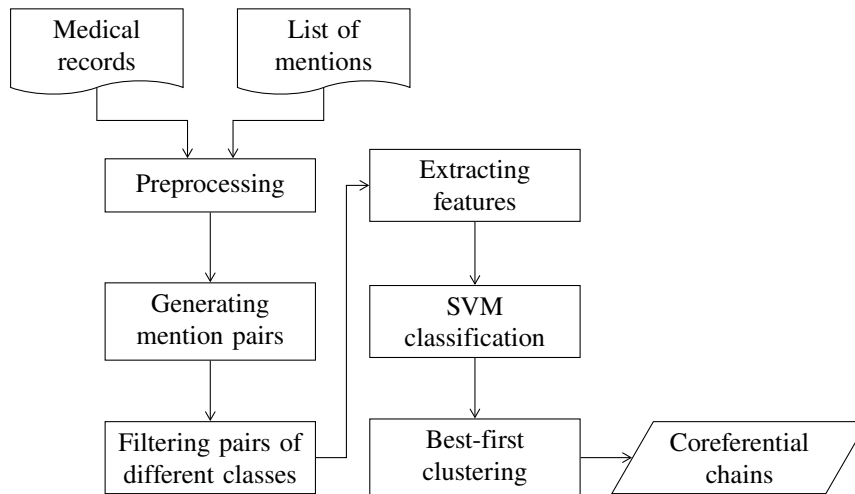 Medical
records
List of
mentions
Preprocessing
Generating
mention pairs
Filtering pairs of
different classes
Extracting
features
SVM
classification
Best-first
clustering
Coreferential
chains